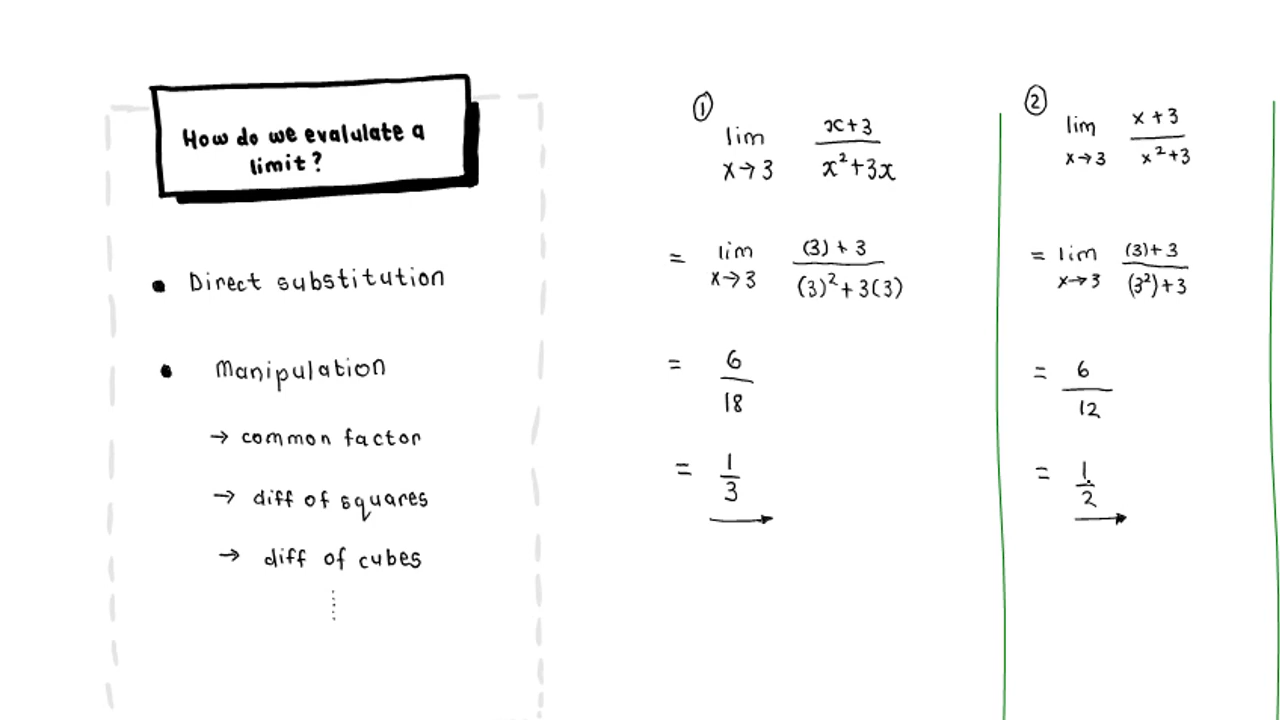 How do we evalulate a
limit?
• Direct substitution
• Manipulation
→ common factor
→ diff of squares
→ diff of cubes
⋮
①
lim x→3 (x+3)/(x²+3x)
= lim x→3 ((3)+3)/((3)²+3(3))
= 6/18
= 1/3
②
lim x→3 (x+3)/(x²+3)
= lim x→3 ((3)+3)/((3²)+3)
= 6/12
= 1/2